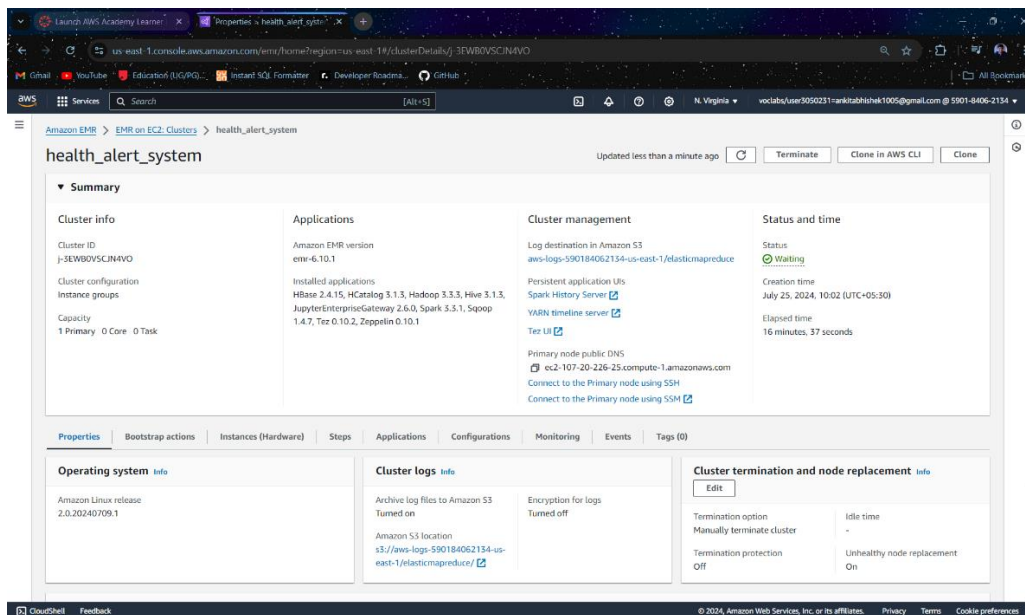 Launch AWS Academy Learner
Properties > health_alert_syste
us-east-1.console.aws.amazon.com/emr/home?region=us-east-1#/clusterDetails/j-3EWB0VSCJN4VO
Gmail YouTube Education (UG/PG)... Instant SQL Formatter Developer Roadma... GitHub All Bookmark
aws Services Search [Alt+S] N. Virginia voclabs/user3050231=ankitabhishek1005@gmail.com @ 5901-8406-2134
Amazon EMR > EMR on EC2: Clusters > health_alert_system
health_alert_system
Updated less than a minute ago Terminate Clone in AWS CLI Clone
Summary
Cluster info
Cluster ID
j-3EWB0VSCJN4VO
Cluster configuration
Instance groups
Capacity
1 Primary 0 Core 0 Task
Applications
Amazon EMR version
emr-6.10.1
Installed applications
HBase 2.4.15, HCatalog 3.1.3, Hadoop 3.3.3, Hive 3.1.3,
JupyterEnterpriseGateway 2.6.0, Spark 3.3.1, Sqoop
1.4.7, Tez 0.10.2, Zeppelin 0.10.1
Cluster management
Log destination in Amazon S3
aws-logs-590184062134-us-east-1/elasticmapreduce
Persistent application UIs
Spark History Server
YARN timeline server
Tez UI
Primary node public DNS
ec2-107-20-226-25.compute-1.amazonaws.com
Connect to the Primary node using SSH
Connect to the Primary node using SSM
Status and time
Status
Waiting
Creation time
July 25, 2024, 10:02 (UTC+05:30)
Elapsed time
16 minutes, 37 seconds
Properties Bootstrap actions Instances (Hardware) Steps Applications Configurations Monitoring Events Tags (0)
Operating system Info
Amazon Linux release
2.0.20240709.1
Cluster logs Info
Archive log files to Amazon S3
Turned on
Amazon S3 location
s3://aws-logs-590184062134-us-
east-1/elasticmapreduce/
Encryption for logs
Turned off
Cluster termination and node replacement Info
Edit
Termination option
Manually terminate cluster
Idle time
-
Termination protection
Off
Unhealthy node replacement
On
CloudShell Feedback © 2024, Amazon Web Services, Inc. or its affiliates. Privacy Terms Cookie preferences